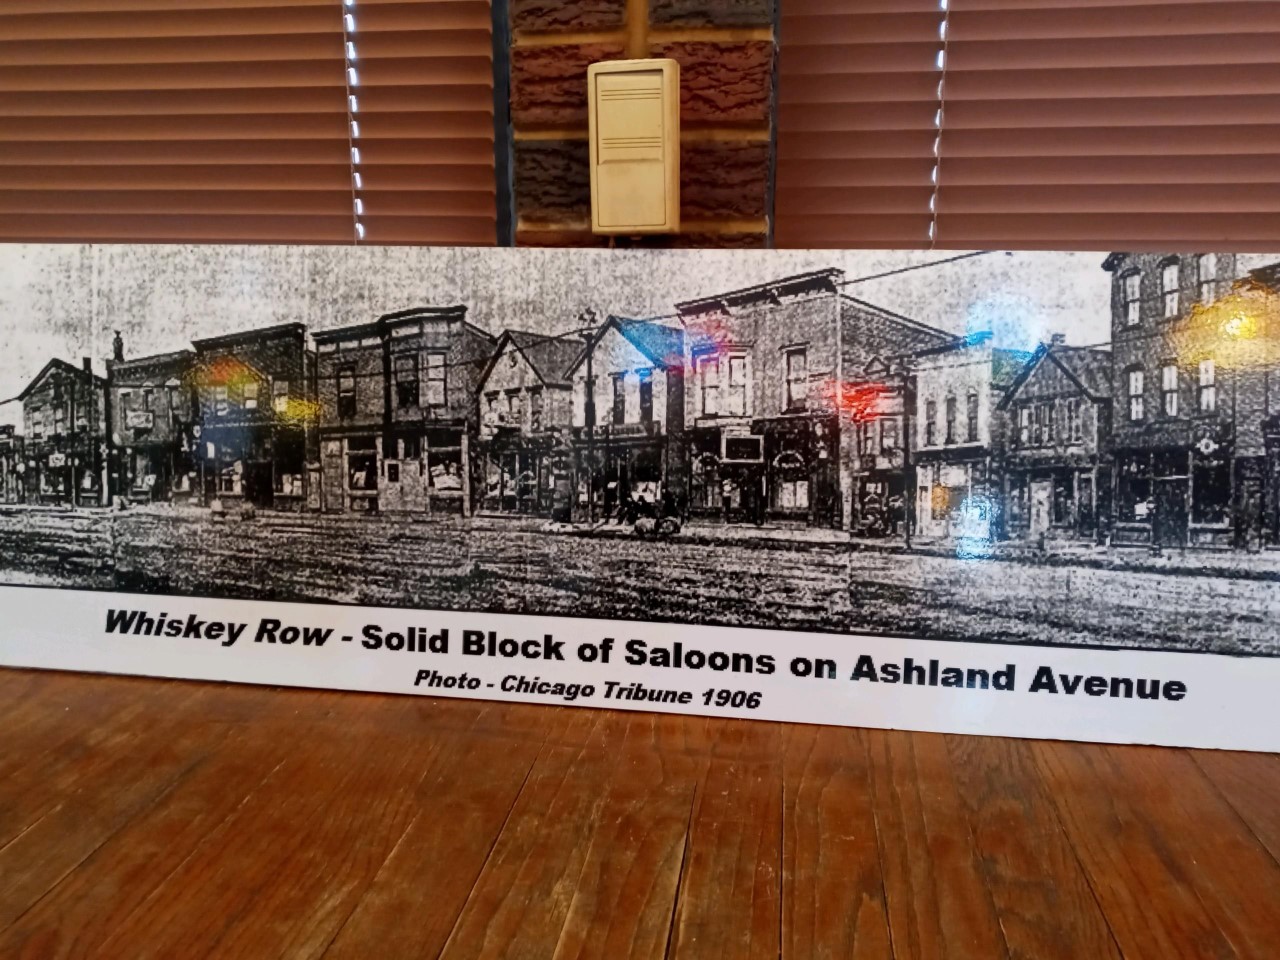 Whiskey Row - Solid Block of Saloons on Ashland Avenue
Photo - Chicago Tribune 1906